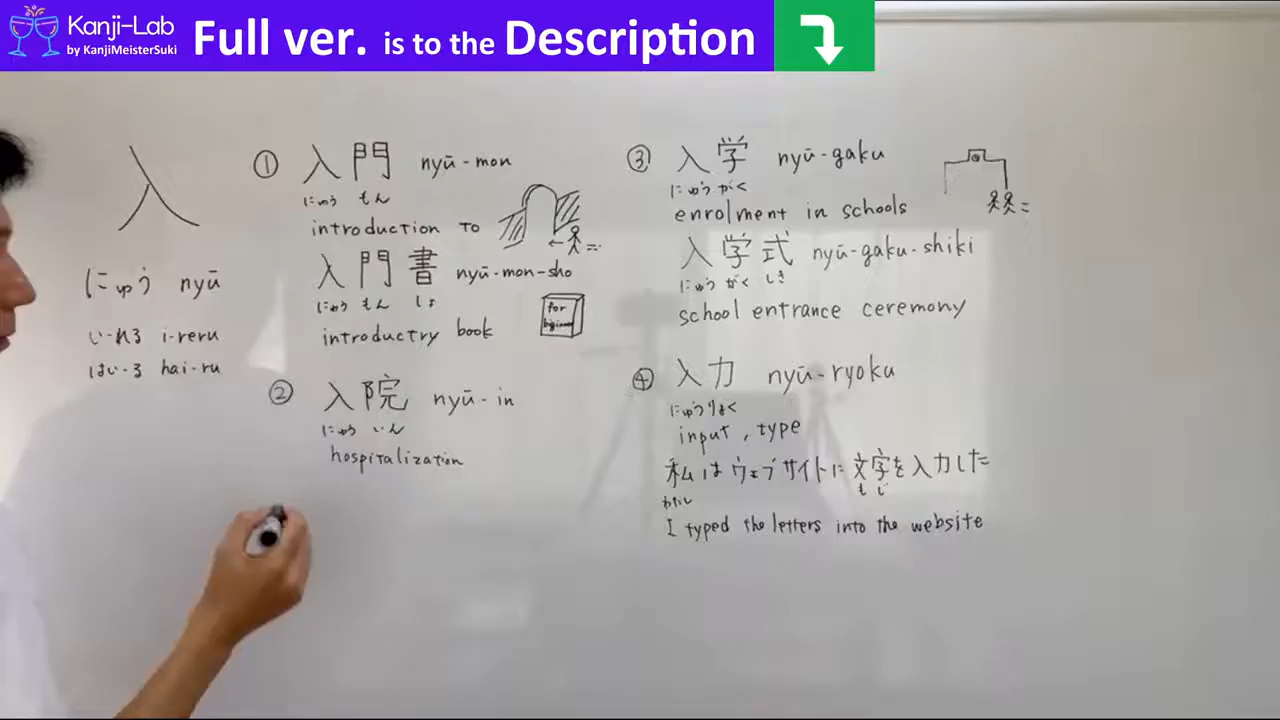 Kanji-Lab
by KanjiMeisterSuki
Full ver. is to the Description
入
にゅう nyū
い-れる i-reru
はい-る hai-ru
① 入門 nyū-mon
にゅう もん
introduction to
入門書 nyū-mon-sho
にゅう もん しょ
introductry book
for
② 入院 nyū-in
にゅう いん
hospitalization
③ 入学 nyū-gaku
にゅう がく
enrolment in schools
入学式 nyū-gaku-shiki
にゅう がく しき
school entrance ceremony
④ 入力 nyū-ryoku
にゅうりょく
input, type
私はウェブサイトに文字を入力した
わたし もじ
I typed the letters into the website